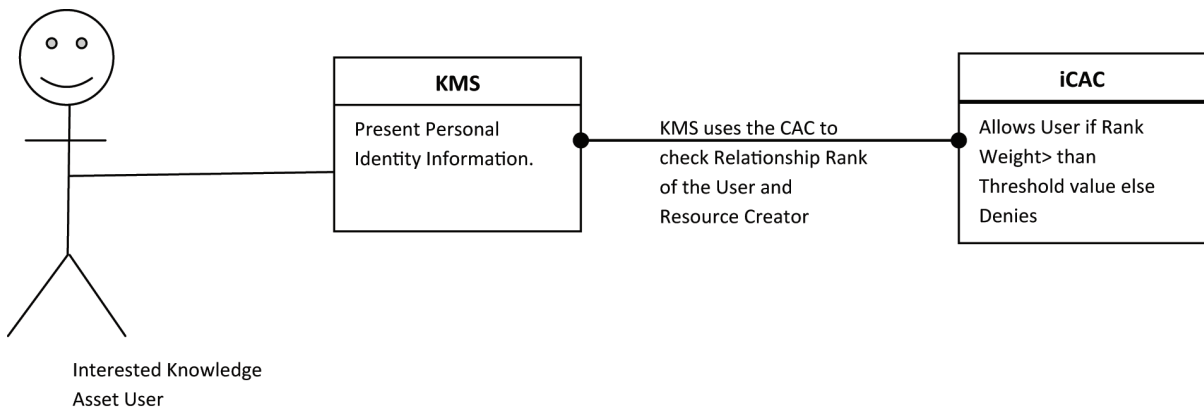 KMS
Present Personal
Identity Information.
KMS uses the CAC to
check Relationship Rank
of the User and
Resource Creator
iCAC
Allows User if Rank
Weight> than
Threshold value else
Denies
Interested Knowledge
Asset User